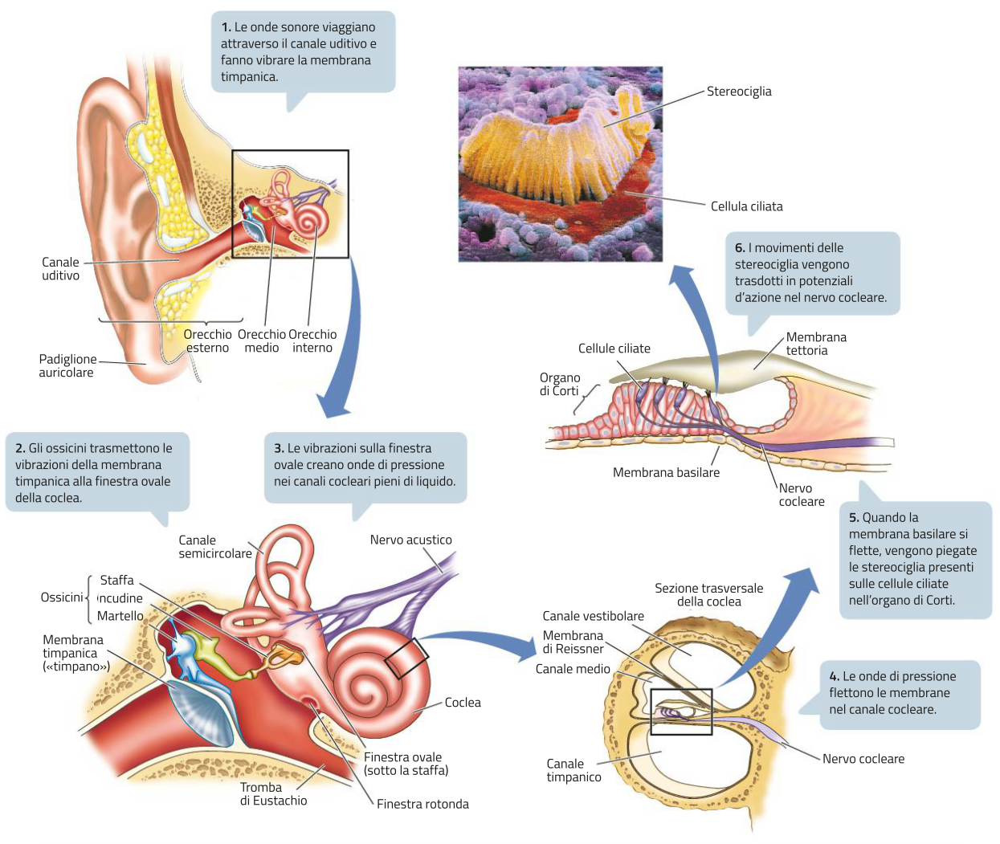 1. Le onde sonore viaggiano
attraverso il canale uditivo e
fanno vibrare la membrana
timpanica.
Stereociglia
Cellula ciliata
Canale
uditivo
Orecchio
esterno
Orecchio
medio
Orecchio
interno
Padiglione
auricolare
6. I movimenti delle
stereociglia vengono
trasdotti in potenziali
d'azione nel nervo cocleare.
Membrana
tettoria
Cellule ciliate
Organo
di Corti
Membrana basilare
Nervo
cocleare
2. Gli ossicini trasmettono le
vibrazioni della membrana
timpanica alla finestra ovale
della coclea.
3. Le vibrazioni sulla finestra
ovale creano onde di pressione
nei canali cocleari pieni di liquido.
5. Quando la
membrana basilare si
flette, vengono piegate
le stereociglia presenti
sulle cellule ciliate
nell'organo di Corti.
Canale
semicircolare
Nervo acustico
Ossicini
Staffa
Incudine
Martello
Membrana
timpanica
(«timpano»)
Coclea
Finestra ovale
(sotto la staffa)
Tromba
di Eustachio
Finestra rotonda
Sezione trasversale
della coclea
Canale vestibolare
Membrana
di Reissner
Canale medio
4. Le onde di pressione
flettono le membrane
nel canale cocleare.
Canale
timpanico
Nervo cocleare